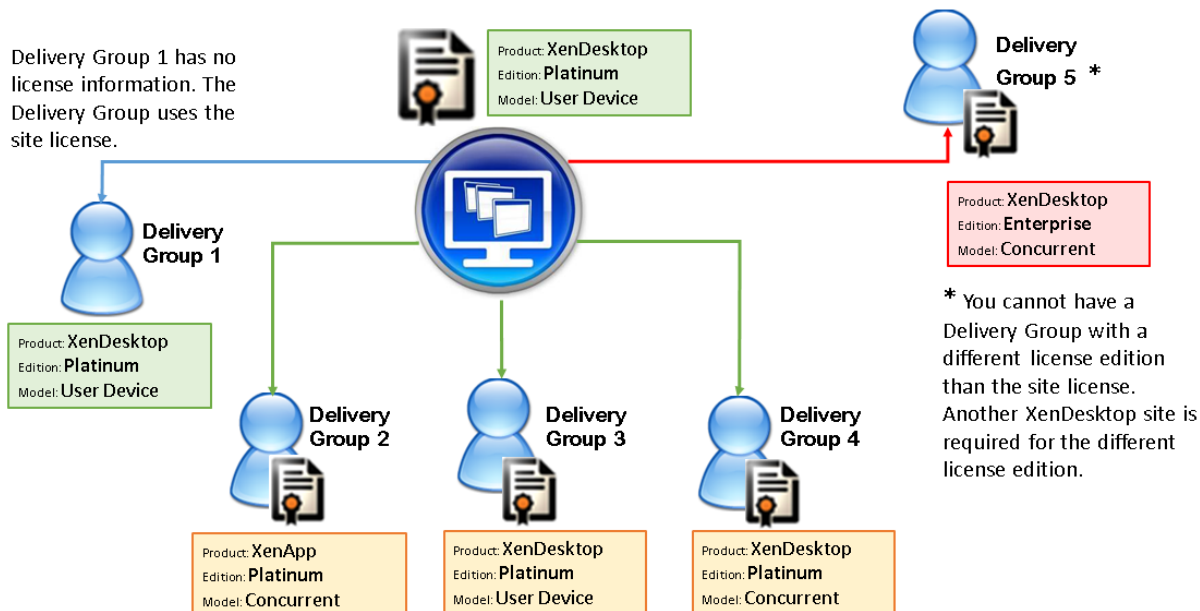 Delivery Group 1 has no
license information. The
Delivery Group uses the
site license.
Product: XenDesktop
Edition: Platinum
Model: User Device
Delivery
Group 5 *
Product: XenDesktop
Edition: Enterprise
Model: Concurrent
* You cannot have a
Delivery Group with a
different license edition
than the site license.
Another XenDesktop site is
required for the different
license edition.
Delivery
Group 1
Product: XenDesktop
Edition: Platinum
Model: User Device
Delivery
Group 2
Product: XenApp
Edition: Platinum
Model: Concurrent
Delivery
Group 3
Product: XenDesktop
Edition: Platinum
Model: User Device
Delivery
Group 4
Product: XenDesktop
Edition: Platinum
Model: Concurrent